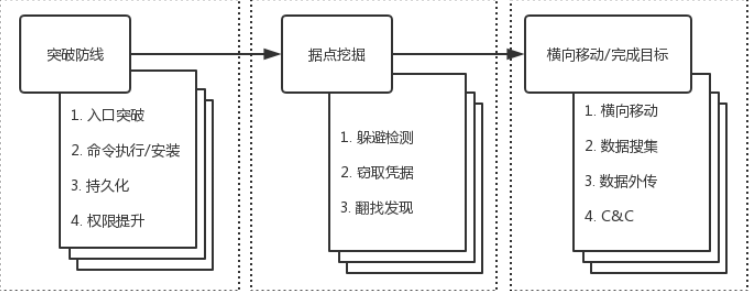 突破防线
1. 入口突破
2. 命令执行/安装
3. 持久化
4. 权限提升
据点挖掘
1. 躲避检测
2. 窃取凭据
3. 翻找发现
横向移动/完成目标
1. 横向移动
2. 数据搜集
3. 数据外传
4. C&C